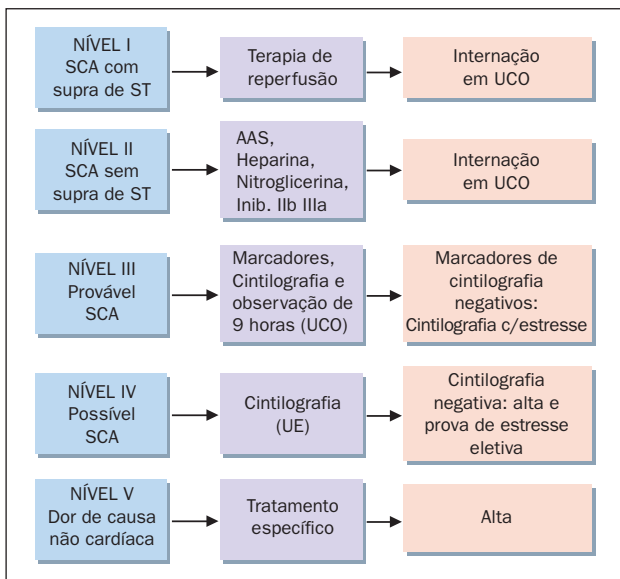 NÍVEL I
SCA com
supra de ST
Terapia de
reperfusão
Internação
em UCO
NÍVEL II
SCA sem
supra de ST
AAS,
Heparina,
Nitroglicerina,
Inib. IIb IIIa
Internação
em UCO
NÍVEL III
Provável
SCA
Marcadores,
Cintilografia e
observação de
9 horas (UCO)
Marcadores de
cintilografia
negativos:
Cintilografia c/estresse
NÍVEL IV
Possível
SCA
Cintilografia
(UE)
Cintilografia
negativa: alta e
prova de estresse
eletiva
NÍVEL V
Dor de causa
não cardíaca
Tratamento
específico
Alta